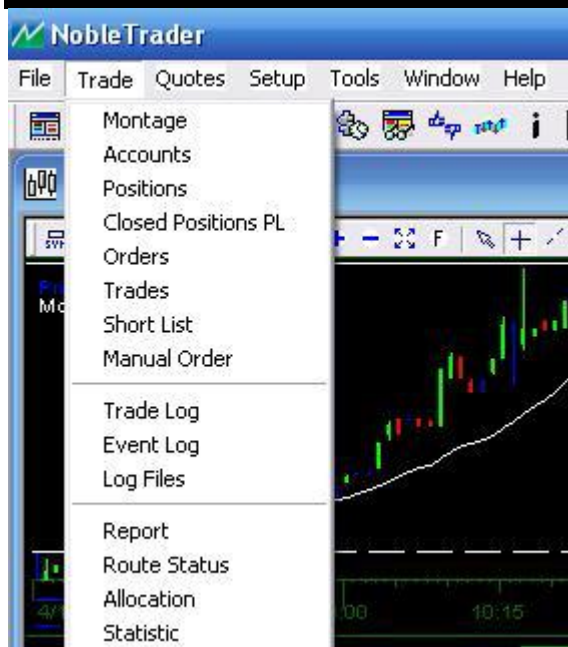 NobleTrader
File Trade Quotes Setup Tools Window Help
Montage
Accounts
Positions
Closed Positions PL
Orders
Trades
Short List
Manual Order
Trade Log
Event Log
Log Files
Report
Route Status
Allocation
Statistic
F
10:15